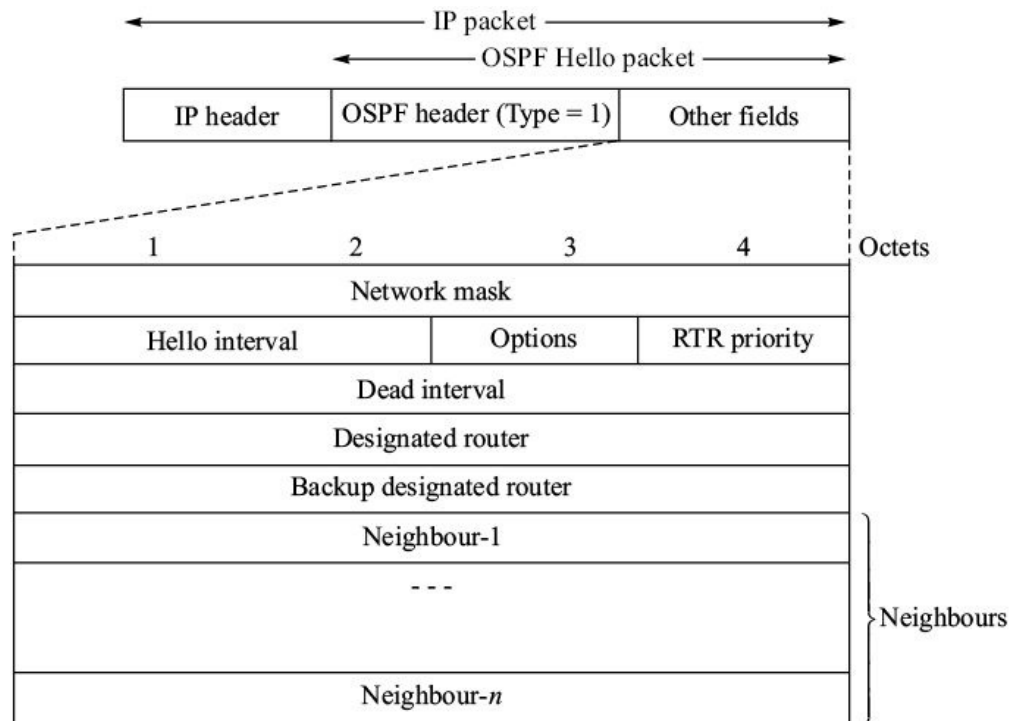 IP packet
OSPF Hello packet
IP header OSPF header (Type = 1) Other fields
1 2 3 4 Octets
Network mask
Hello interval Options RTR priority
Dead interval
Designated router
Backup designated router
Neighbour-1
- - -
Neighbours
Neighbour-n